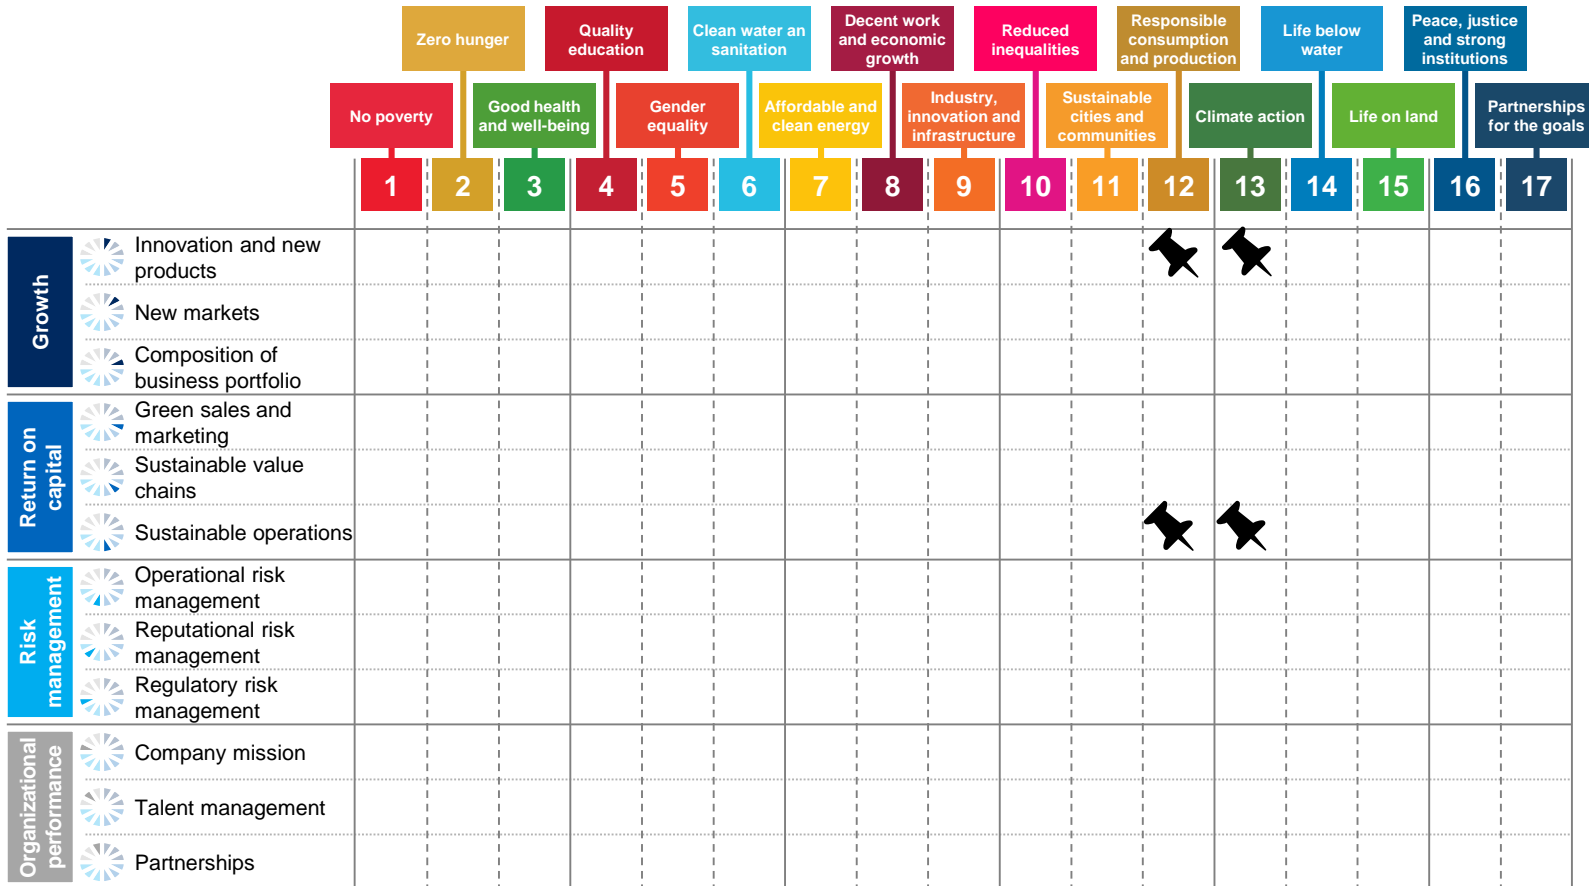 Zero hunger
Quality
education
Clean water an
sanitation
Decent work
and economic
growth
Reduced
inequalities
Responsible
consumption
and production
Life below
water
Peace, justice
and strong
institutions
No poverty
Good health
and well-being
Gender
equality
Affordable and
clean energy
Industry,
innovation and
infrastructure
Sustainable
cities and
communities
Climate action
Life on land
Partnerships
for the goals
1 2 3 4 5 6 7 8 9 10 11 12 13 14 15 16 17
Growth
Innovation and new
products
New markets
Composition of
business portfolio
Return on
capital
Green sales and
marketing
Sustainable value
chains
Sustainable operations
Risk
management
Operational risk
management
Reputational risk
management
Regulatory risk
management
Organizational
performance
Company mission
Talent management
Partnerships